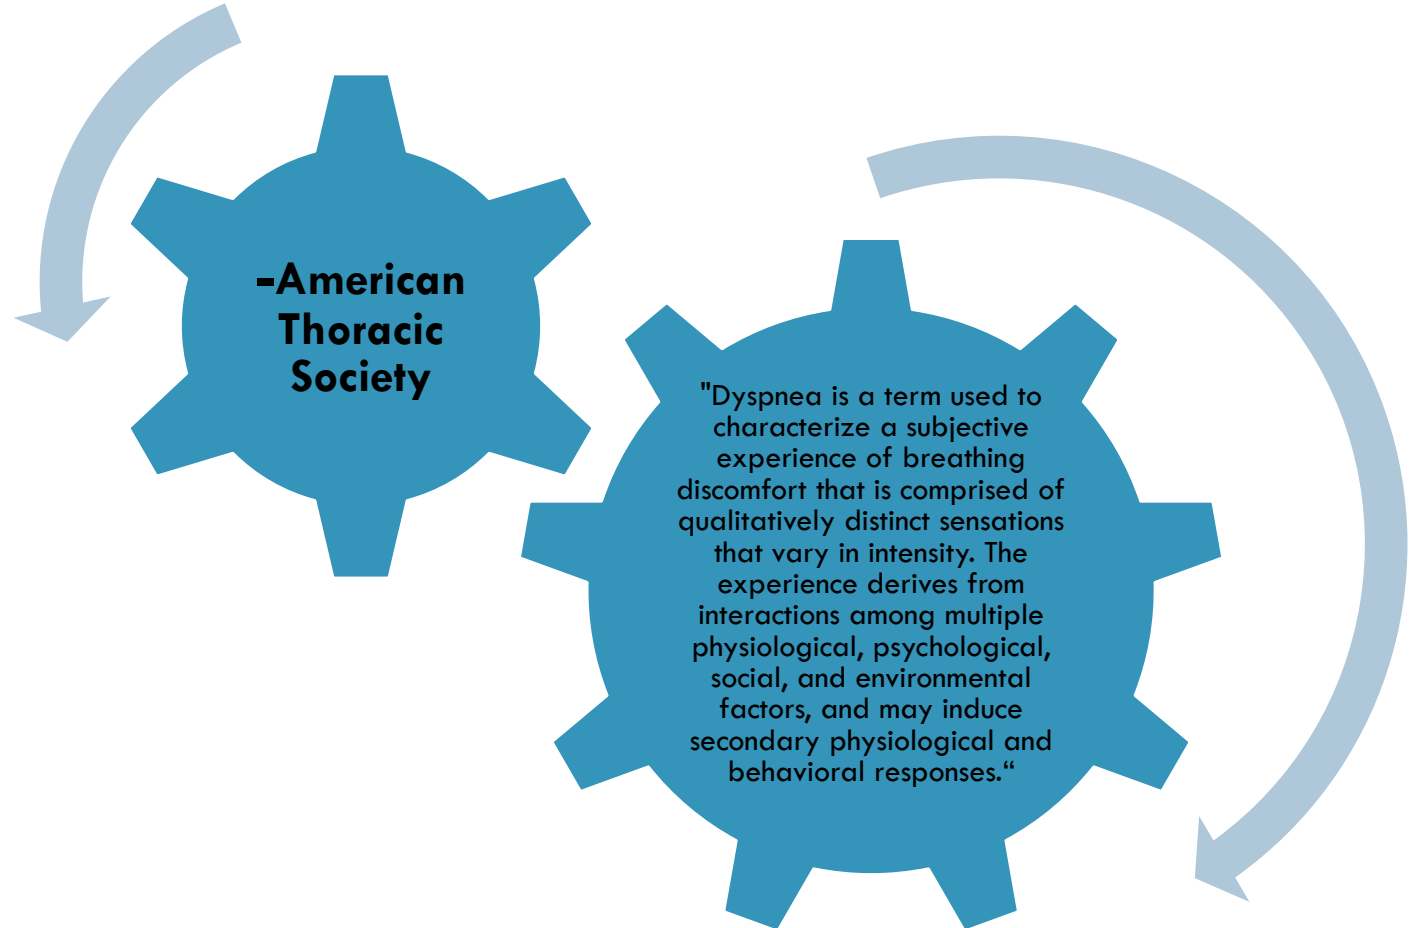 -American
Thoracic
Society
"Dyspnea is a term used to
characterize a subjective
experience of breathing
discomfort that is comprised of
qualitatively distinct sensations
that vary in intensity. The
experience derives from
interactions among multiple
physiological, psychological,
social, and environmental
factors, and may induce
secondary physiological and
behavioral responses.“